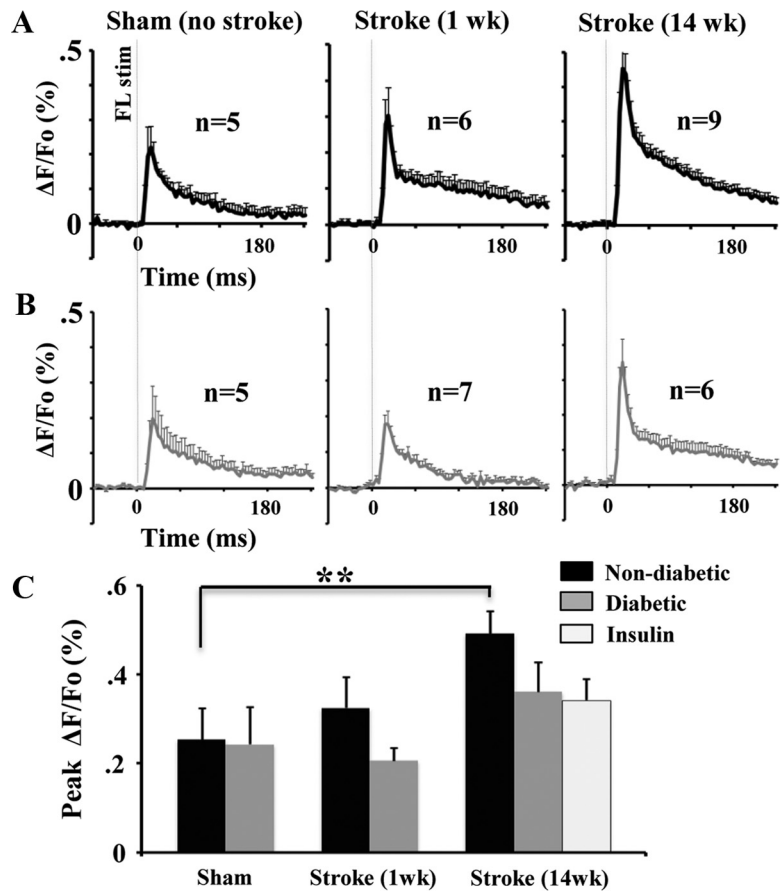 A
Sham (no stroke)
Stroke (1 wk)
Stroke (14 wk)
.5
FL stim
n=5
n=6
n=9
ΔF/Fo (%)
0
0 180
0 180
0 180
Time (ms)
B
.5
n=5
n=7
n=6
ΔF/Fo (%)
0
0 180
0 180
0 180
Time (ms)
C
.6
**
Non-diabetic
Diabetic
Insulin
.4
Peak ΔF/Fo (%)
.2
0
Sham
Stroke (1wk)
Stroke (14wk)